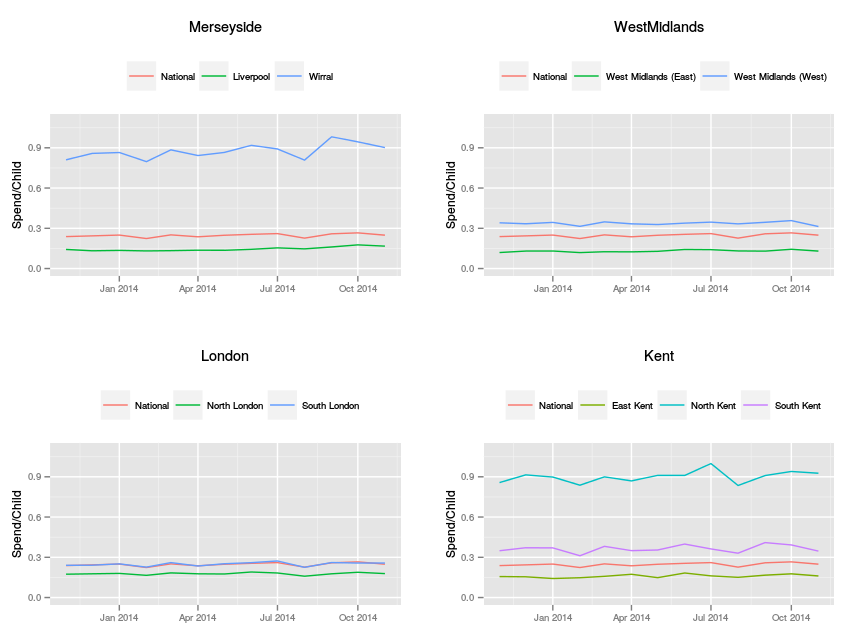 Merseyside
National Liverpool Wirral
Spend/Child
0.9
0.6
0.3
0.0
Jan 2014 Apr 2014 Jul 2014 Oct 2014
WestMidlands
National West Midlands (East) West Midlands (West)
Spend/Child
0.9
0.6
0.3
0.0
Jan 2014 Apr 2014 Jul 2014 Oct 2014
London
National North London South London
Spend/Child
0.9
0.6
0.3
0.0
Jan 2014 Apr 2014 Jul 2014 Oct 2014
Kent
National East Kent North Kent South Kent
Spend/Child
0.9
0.6
0.3
0.0
Jan 2014 Apr 2014 Jul 2014 Oct 2014